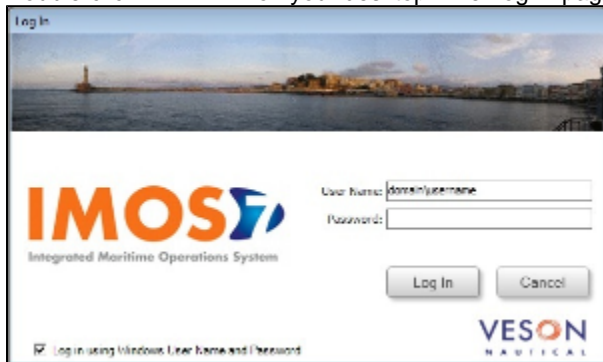 Log In
IMOS7
Integrated Maritime Operations System
User Name: domain\username
Password:
Log In Cancel
Log in using Windows User Name and Password
VESON
NAUTICAL